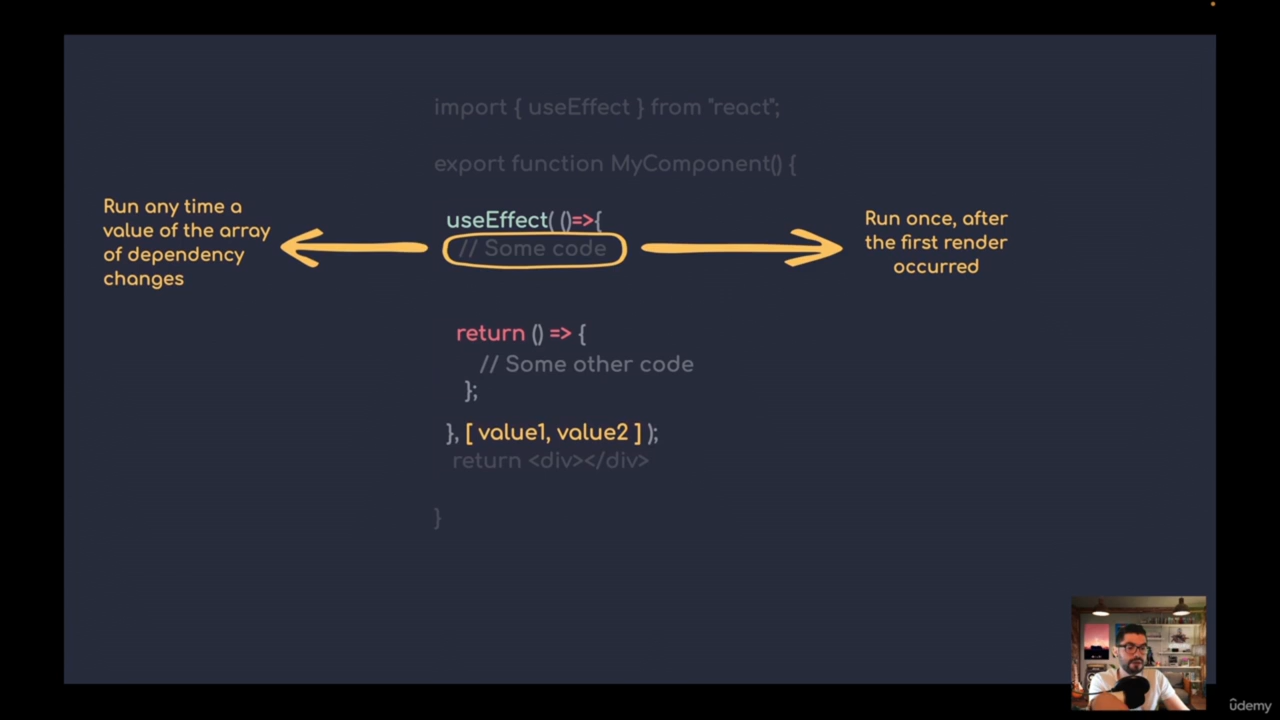 import { useEffect } from "react";
export function MyComponent() {
Run any time a
value of the array
of dependency
changes
useEffect( ()=>{
// Some code
Run once, after
the first render
occurred
return () => {
// Some other code
};
}, [ value1, value2 ] );
return <div></div>
}
udemy